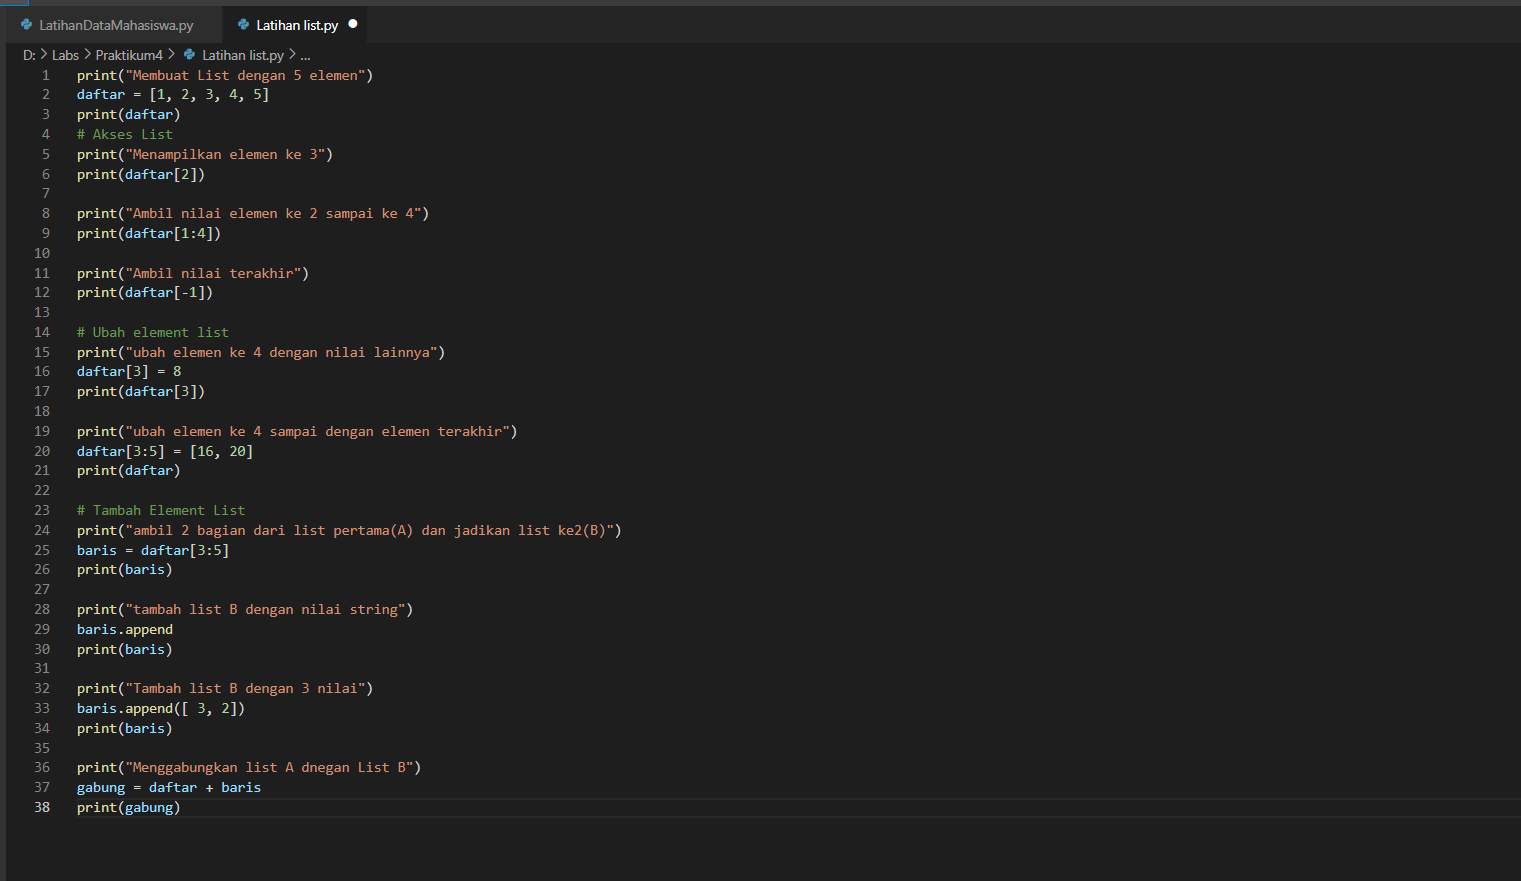 LatihanDataMahasiswa.py Latihan list.py
D: > Labs > Praktikum4 > Latihan list.py > ...
1 print("Membuat List dengan 5 elemen")
2 daftar = [1, 2, 3, 4, 5]
3 print(daftar)
4 # Akses List
5 print("Menampilkan elemen ke 3")
6 print(daftar[2])
7
8 print("Ambil nilai elemen ke 2 sampai ke 4")
9 print(daftar[1:4])
10
11 print("Ambil nilai terakhir")
12 print(daftar[-1])
13
14 # Ubah element list
15 print("ubah elemen ke 4 dengan nilai lainnya")
16 daftar[3] = 8
17 print(daftar[3])
18
19 print("ubah elemen ke 4 sampai dengan elemen terakhir")
20 daftar[3:5] = [16, 20]
21 print(daftar)
22
23 # Tambah Element List
24 print("ambil 2 bagian dari list pertama(A) dan jadikan list ke2(B)")
25 baris = daftar[3:5]
26 print(baris)
27
28 print("tambah list B dengan nilai string")
29 baris.append
30 print(baris)
31
32 print("Tambah list B dengan 3 nilai")
33 baris.append([ 3, 2])
34 print(baris)
35
36 print("Menggabungkan list A dnegan List B")
37 gabung = daftar + baris
38 print(gabung)